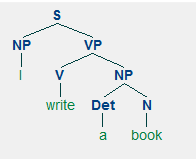 S
NP VP
I V NP
write Det N
a book